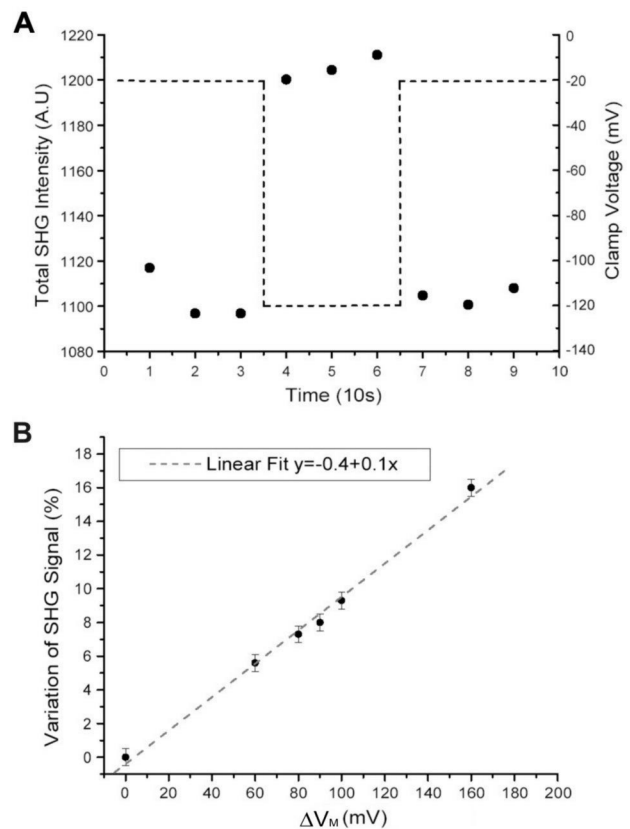 A
1220
1200
1180
1160
1140
1120
1100
1080
Total SHG Intensity (A.U)
0
-20
-40
-60
-80
-100
-120
-140
Clamp Voltage (mV)
0 1 2 3 4 5 6 7 8 9 10
Time (10s)
B
Linear Fit y=-0.4+0.1x
18
16
14
12
10
8
6
4
2
0
Variation of SHG Signal (%)
0 20 40 60 80 100 120 140 160 180 200
ΔVM (mV)